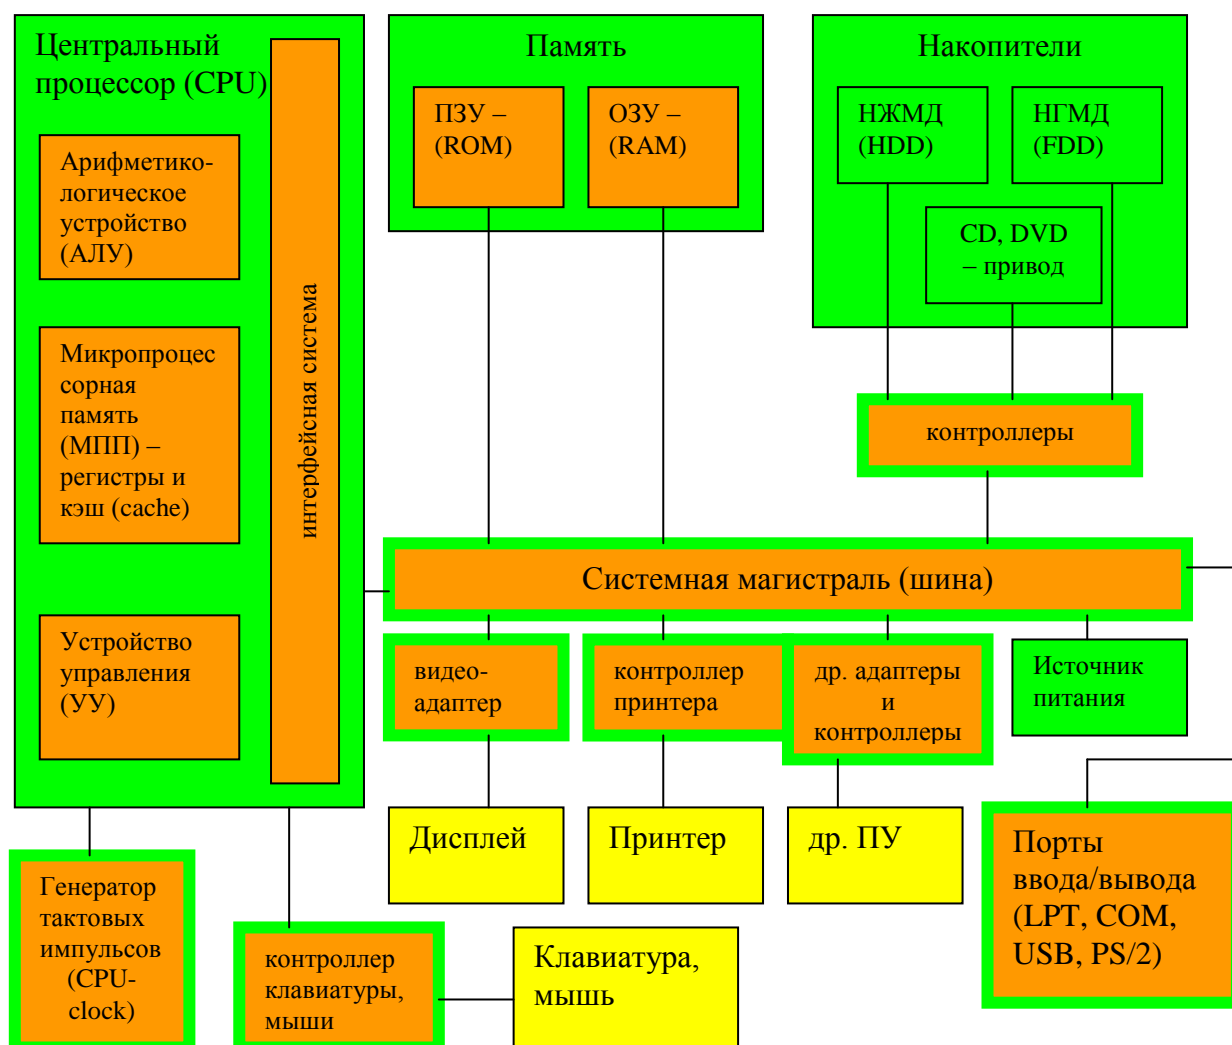 Центральный
процессор (CPU)
Арифметико-
логическое
устройство
(АЛУ)
Микропроцес
сорная
память
(МПП) –
регистры и
кэш (cache)
Устройство
управления
(УУ)
интерфейсная система
Память
ПЗУ –
(ROM)
ОЗУ –
(RAM)
Накопители
НЖМД
(HDD)
НГМД
(FDD)
CD, DVD
– привод
контроллеры
Системная магистраль (шина)
видео-
адаптер
контроллер
принтера
др. адаптеры
и
контроллеры
Источник
питания
Дисплей
Принтер
др. ПУ
Порты
ввода/вывода
(LPT, COM,
USB, PS/2)
Генератор
тактовых
импульсов
(CPU-
clock)
контроллер
клавиатуры,
мыши
Клавиатура,
мышь